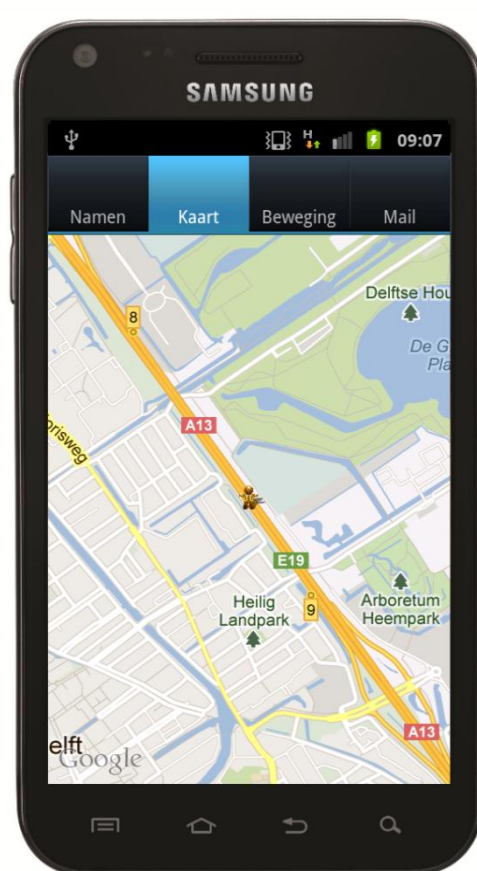 SAMSUNG
H
09:07
Namen
Kaart
Beweging
Mail
8
Delftse Hou
De G
Pla
orisweg
A13
E19
Heilig
Landpark
9
Arboretum
Heempark
A13
elft
Google